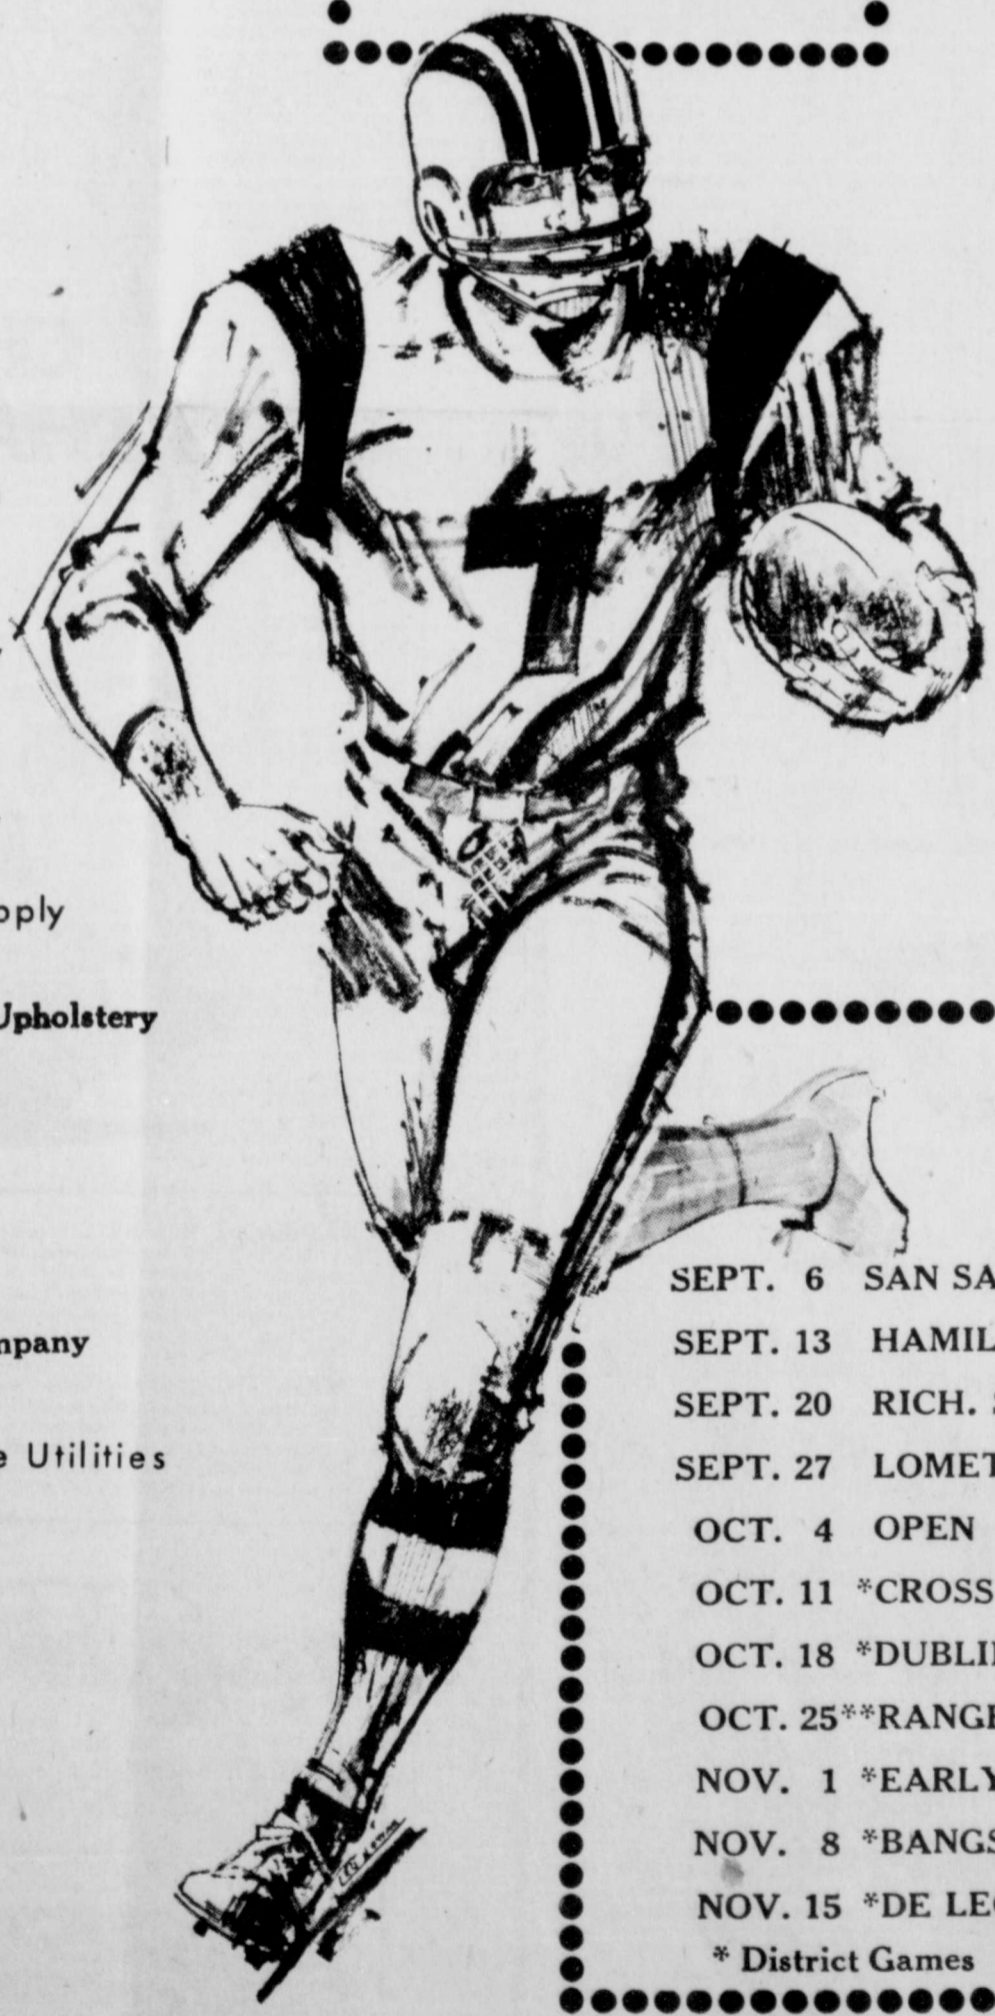 7
pply
Upholstery
mpany
e Utilities
SEPT. 6 SAN SA
SEPT. 13 HAMIL
SEPT. 20 RICH.
SEPT. 27 LOMET
OCT. 4 OPEN
OCT. 11 *CROSS
OCT. 18 *DUBLI
OCT. 25**RANGE
NOV. 1 *EARLY
NOV. 8 *BANGS
NOV. 15 *DE LE
* District Games